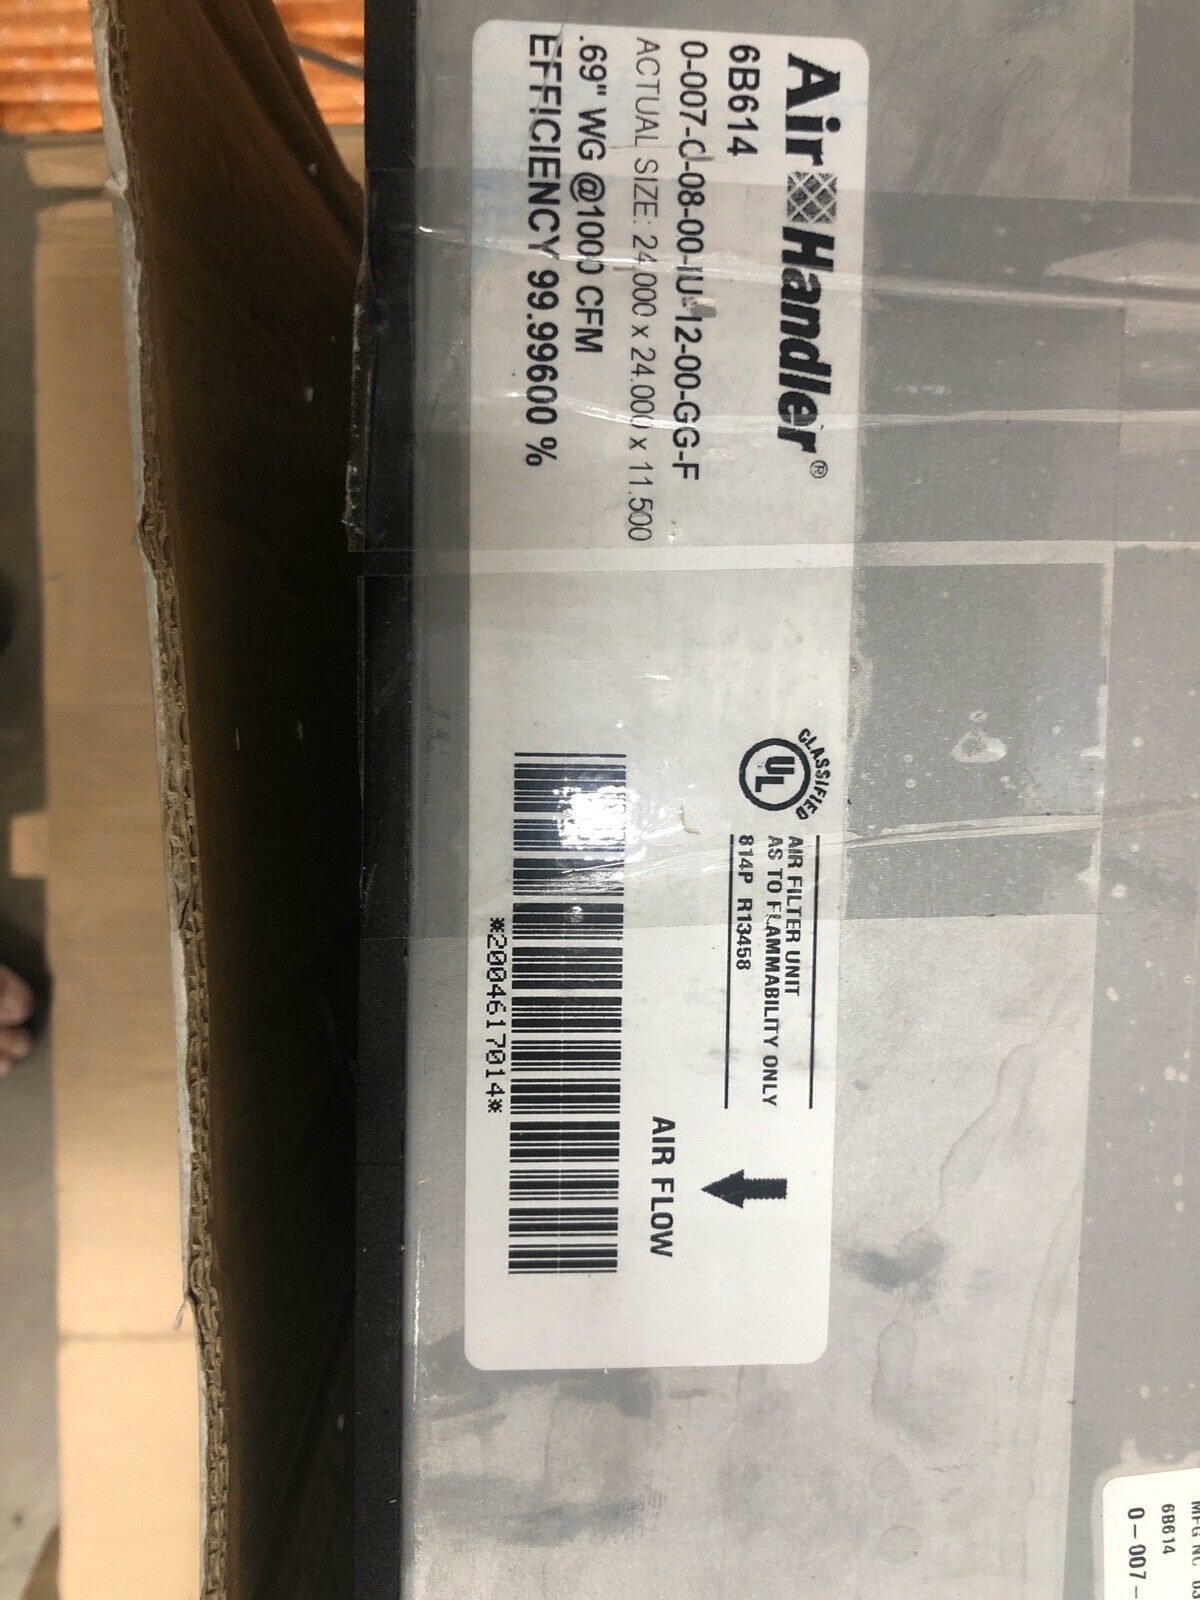 Air Handler®
6B614
0-007-C-08-00-IU-12-00-GG-F
ACTUAL SIZE: 24.000 x 24.000 x 11.500
.69" WG @1000 CFM
EFFICIENCY 99.99600 %
CLASSIFIED
UL
AIR FILTER UNIT
AS TO FLAMMABILITY ONLY
814P R13458
AIR FLOW
*2004617014*
6B614
0-007-